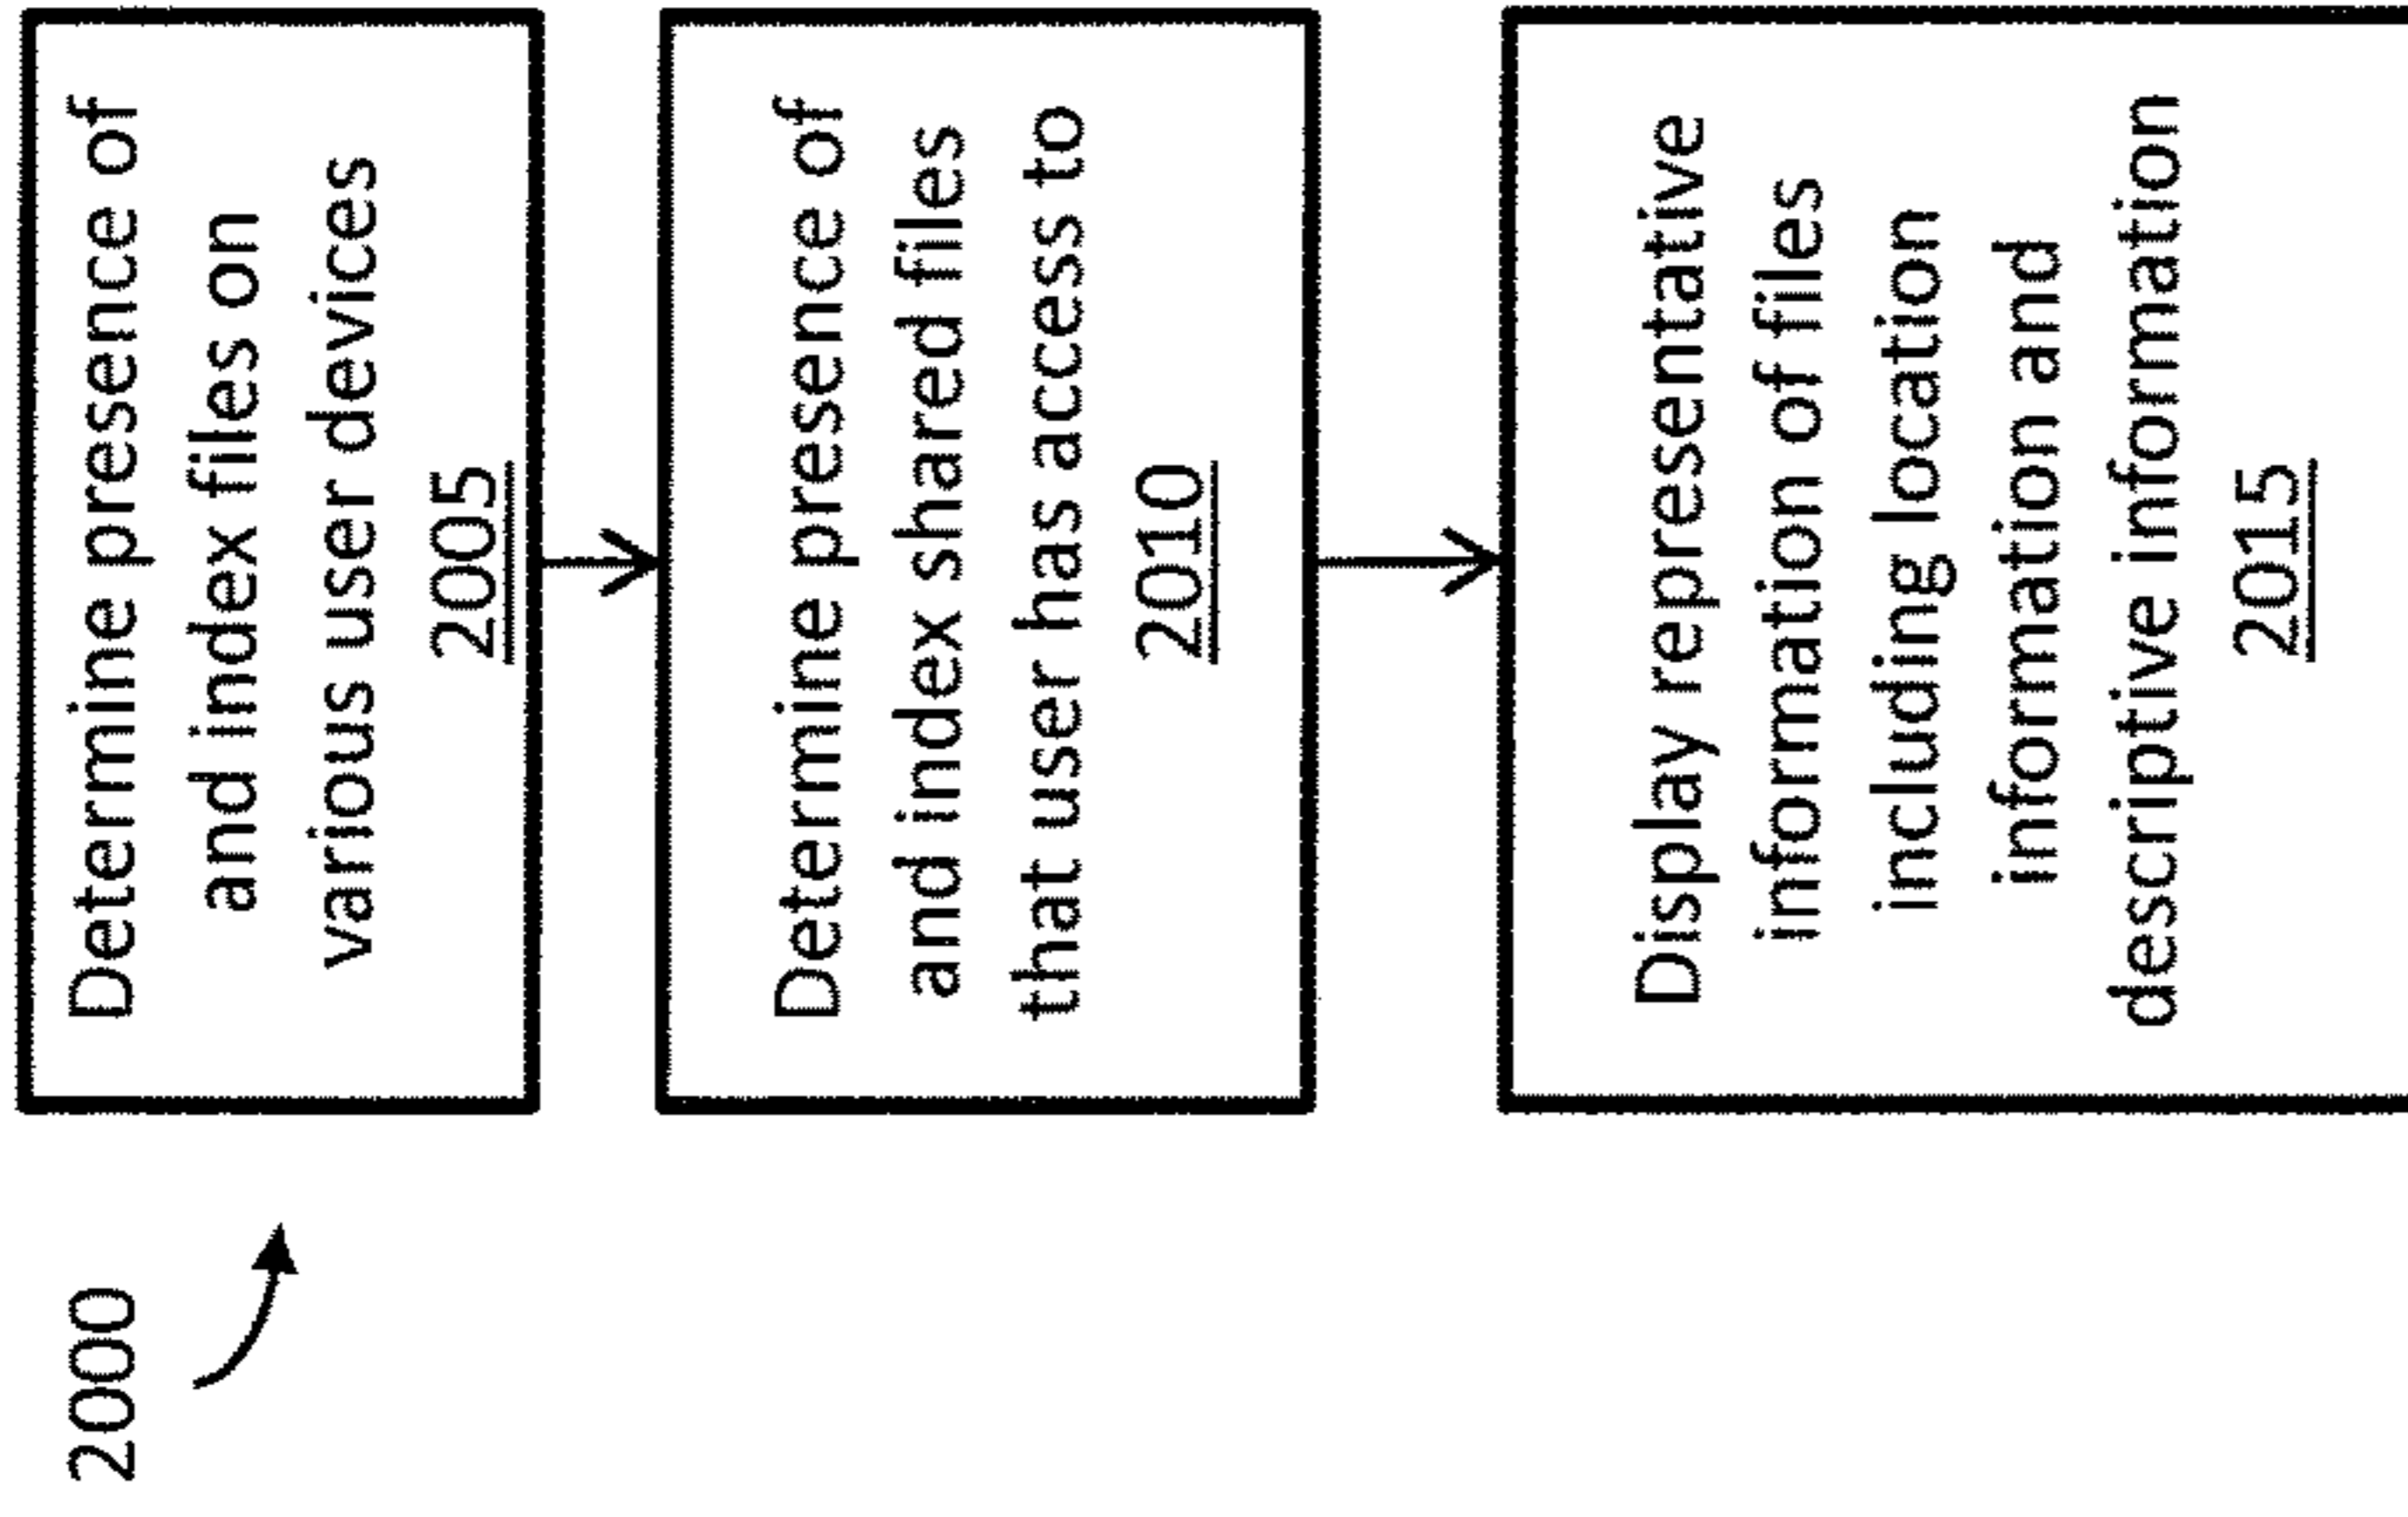 2000
Determine presence of
and index files on
various user devices
2005
Determine presence of
and index shared files
that user has access to
2010
Display representative
information of files
including location
information and
descriptive information
2015